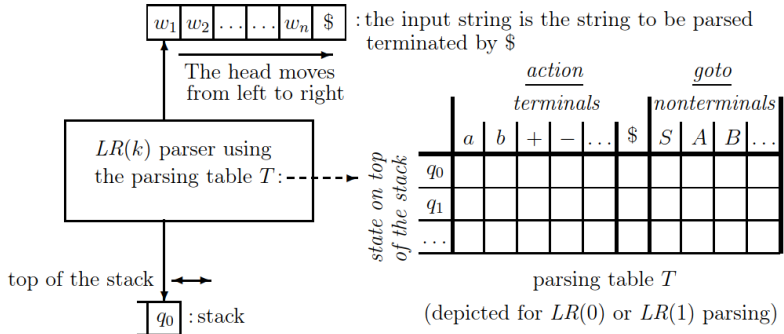 w₁ w₂ ... ... wₙ $ : the input string is the string to be parsed
terminated by $
The head moves
from left to right
LR(k) parser using
the parsing table T:
top of the stack
q₀ : stack
action goto
terminals nonterminals
a b + − ... $ S A B ...
state on top
of the stack
q₀
q₁
...
parsing table T
(depicted for LR(0) or LR(1) parsing)